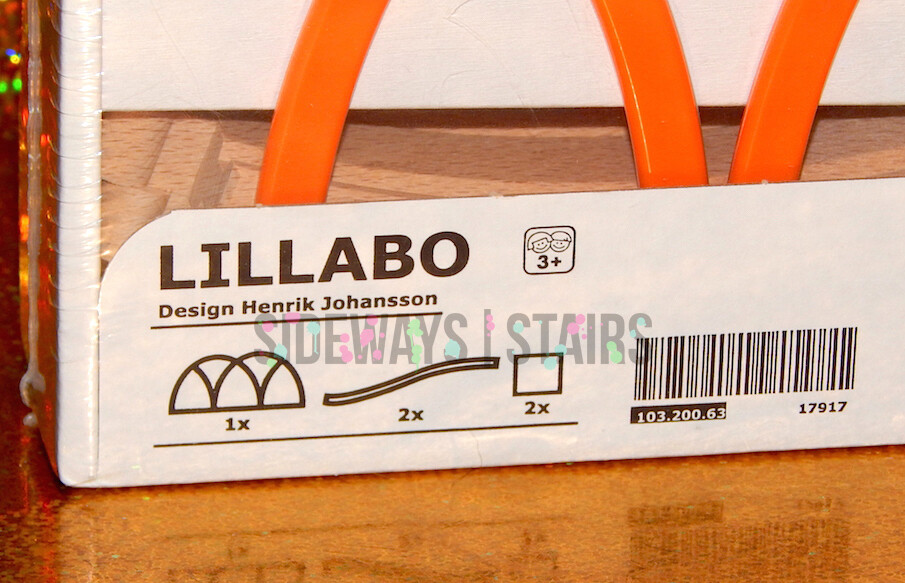 LILLABO
3+
Design Henrik Johansson
SIDEWAYS | STAIRS
1x
2x
2x
103.200.63
17917